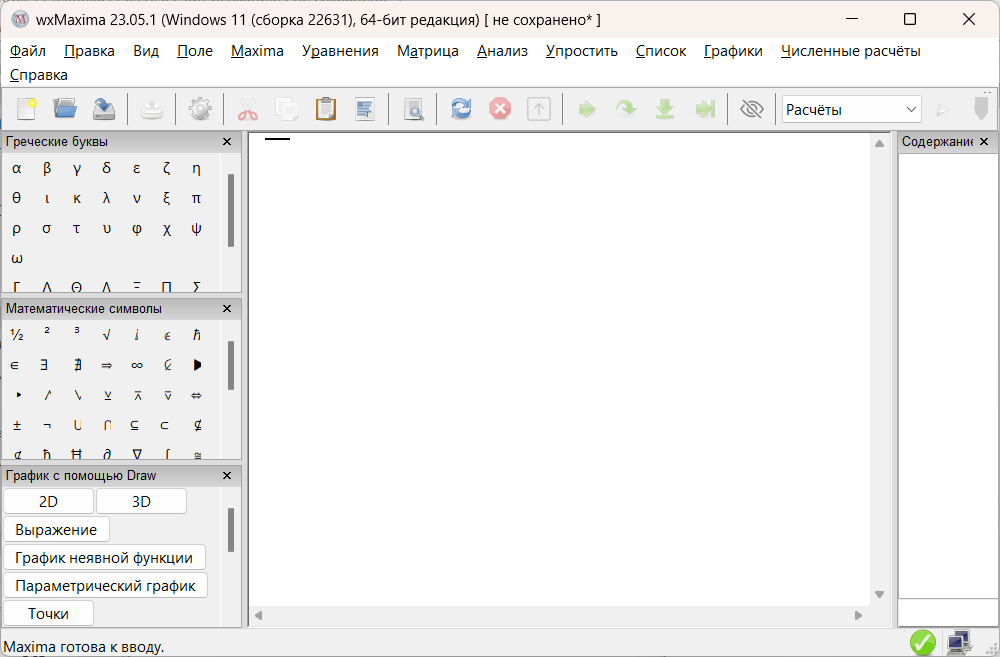 wxMaxima 23.05.1 (Windows 11 (сборка 22631), 64-бит редакция) [ не сохранено* ]
Файл Правка Вид Поле Maxima Уравнения Матрица Анализ Упростить Список Графики Численные расчёты
Справка
Расчёты
Греческие буквы
α β γ δ ε ζ η
θ ι κ λ ν ξ π
ρ σ τ υ φ χ ψ
ω
Γ Δ Θ Λ Ξ Π Σ
Математические символы
½ ² ³ √ ⅈ ⅇ ℏ
∈ ∃ ∄ ⇒ ∞
⊻ ⊼ ⊽ ⇔
± ¬ ∪ ∩ ⊆ ⊂ ⊈
⊄ ħ Ħ ∂ ∇ ∫ ≅
График с помощью Draw
2D 3D
Выражение
График неявной функции
Параметрический график
Точки
Содержание
Maxima готова к вводу.